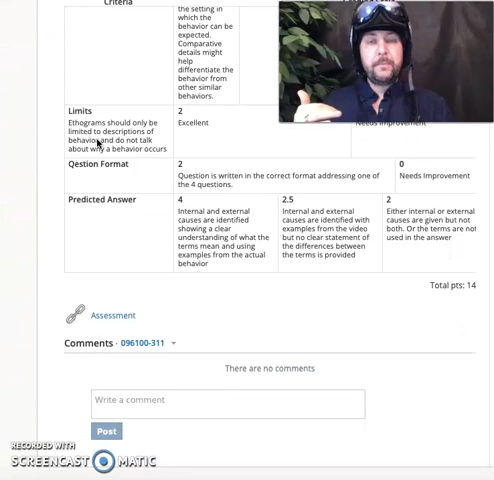 Criteria
the setting in
which the
behavior can be
expected.
Comparative
details might
help
differentiate the
behavior from
other similar
behaviors.
Limits
Ethograms should only be
limited to descriptions of
behavior and do not talk
about why a behavior occurs
2
Excellent
Needs Improvement
Qestion Format
2
Question is written in the correct format addressing one of
the 4 questions.
0
Needs Improvement
Predicted Answer
4
Internal and external
causes are identified
showing a clear
understanding of what the
terms mean and using
examples from the actual
behavior
2.5
Internal and external
causes are identified with
examples from the video
but no clear statement of
the differences between
the terms is provided
2
Either internal or external
causes are given but not
both. Or the terms are not
used in the answer
Total pts: 14
Assessment
Comments · 096100-311
There are no comments
Write a comment
Post
RECORDED WITH
SCREENCAST MATIC